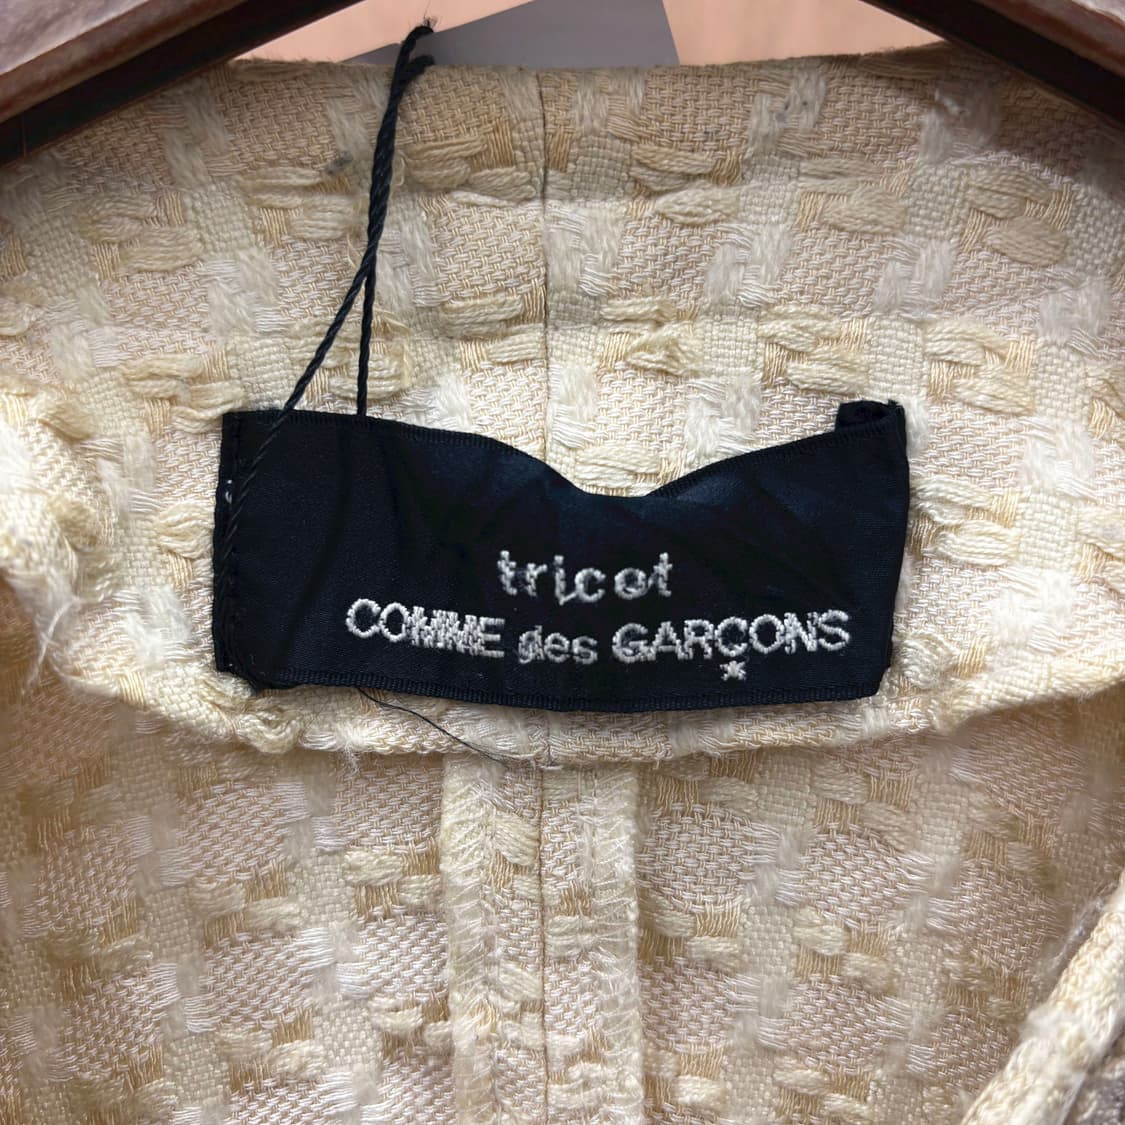 tricot
COMME des GARÇONS
*